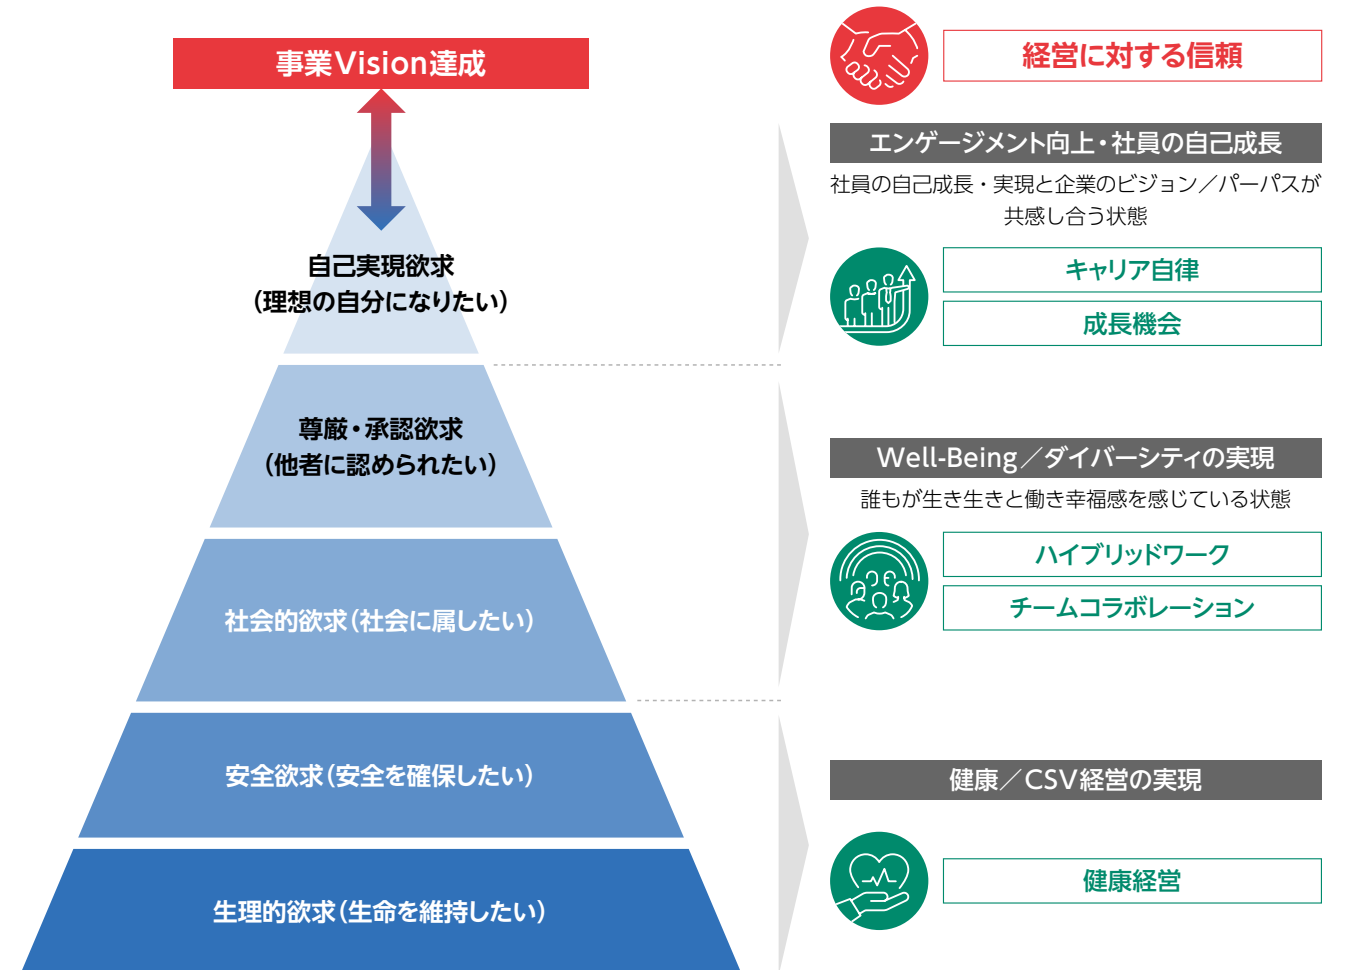 事業Vision達成
自己実現欲求
（理想の自分になりたい）
尊厳・承認欲求
（他者に認められたい）
社会的欲求（社会に属したい）
安全欲求（安全を確保したい）
生理的欲求（生命を維持したい）
経営に対する信頼
エンゲージメント向上・社員の自己成長
社員の自己成長・実現と企業のビジョン／パーパスが
共感し合う状態
キャリア自律
成長機会
Well-Being／ダイバーシティの実現
誰もが生き生きと働き幸福感を感じている状態
ハイブリッドワーク
チームコラボレーション
健康／CSV経営の実現
健康経営